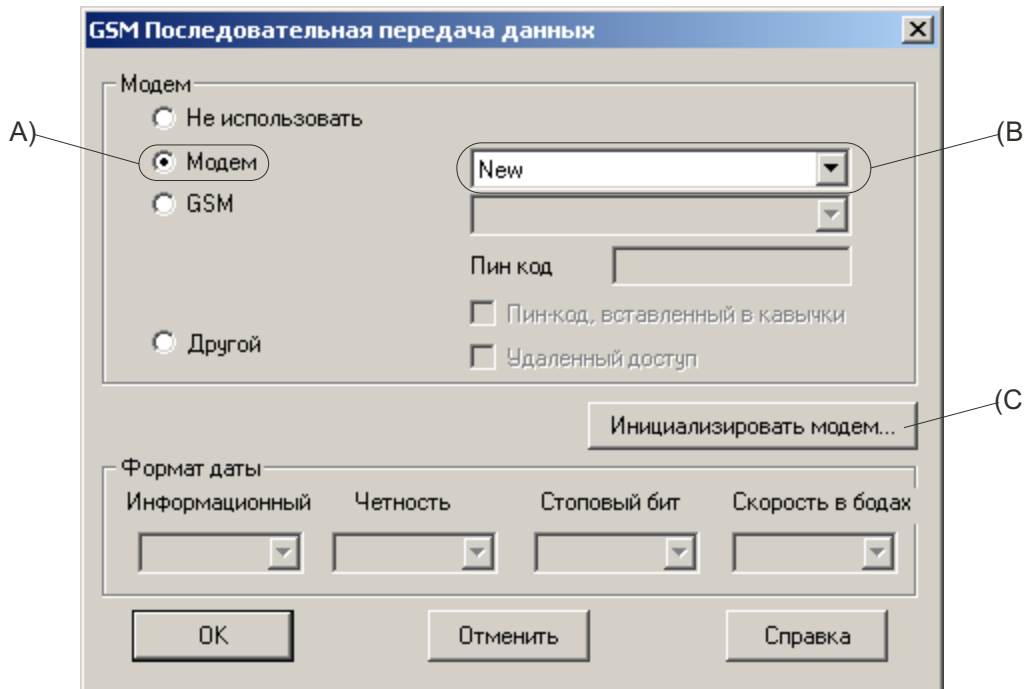 GSM Последовательная передача данных
Модем
Не использовать
A)
Модем
New
(B
GSM
Пин код
Пин-код, вставленный в кавычки
Другой
Удаленный доступ
(C
Инициализировать модем...
Формат даты
Информационный Четность Стоповый бит Скорость в бодах
OK Отменить Справка